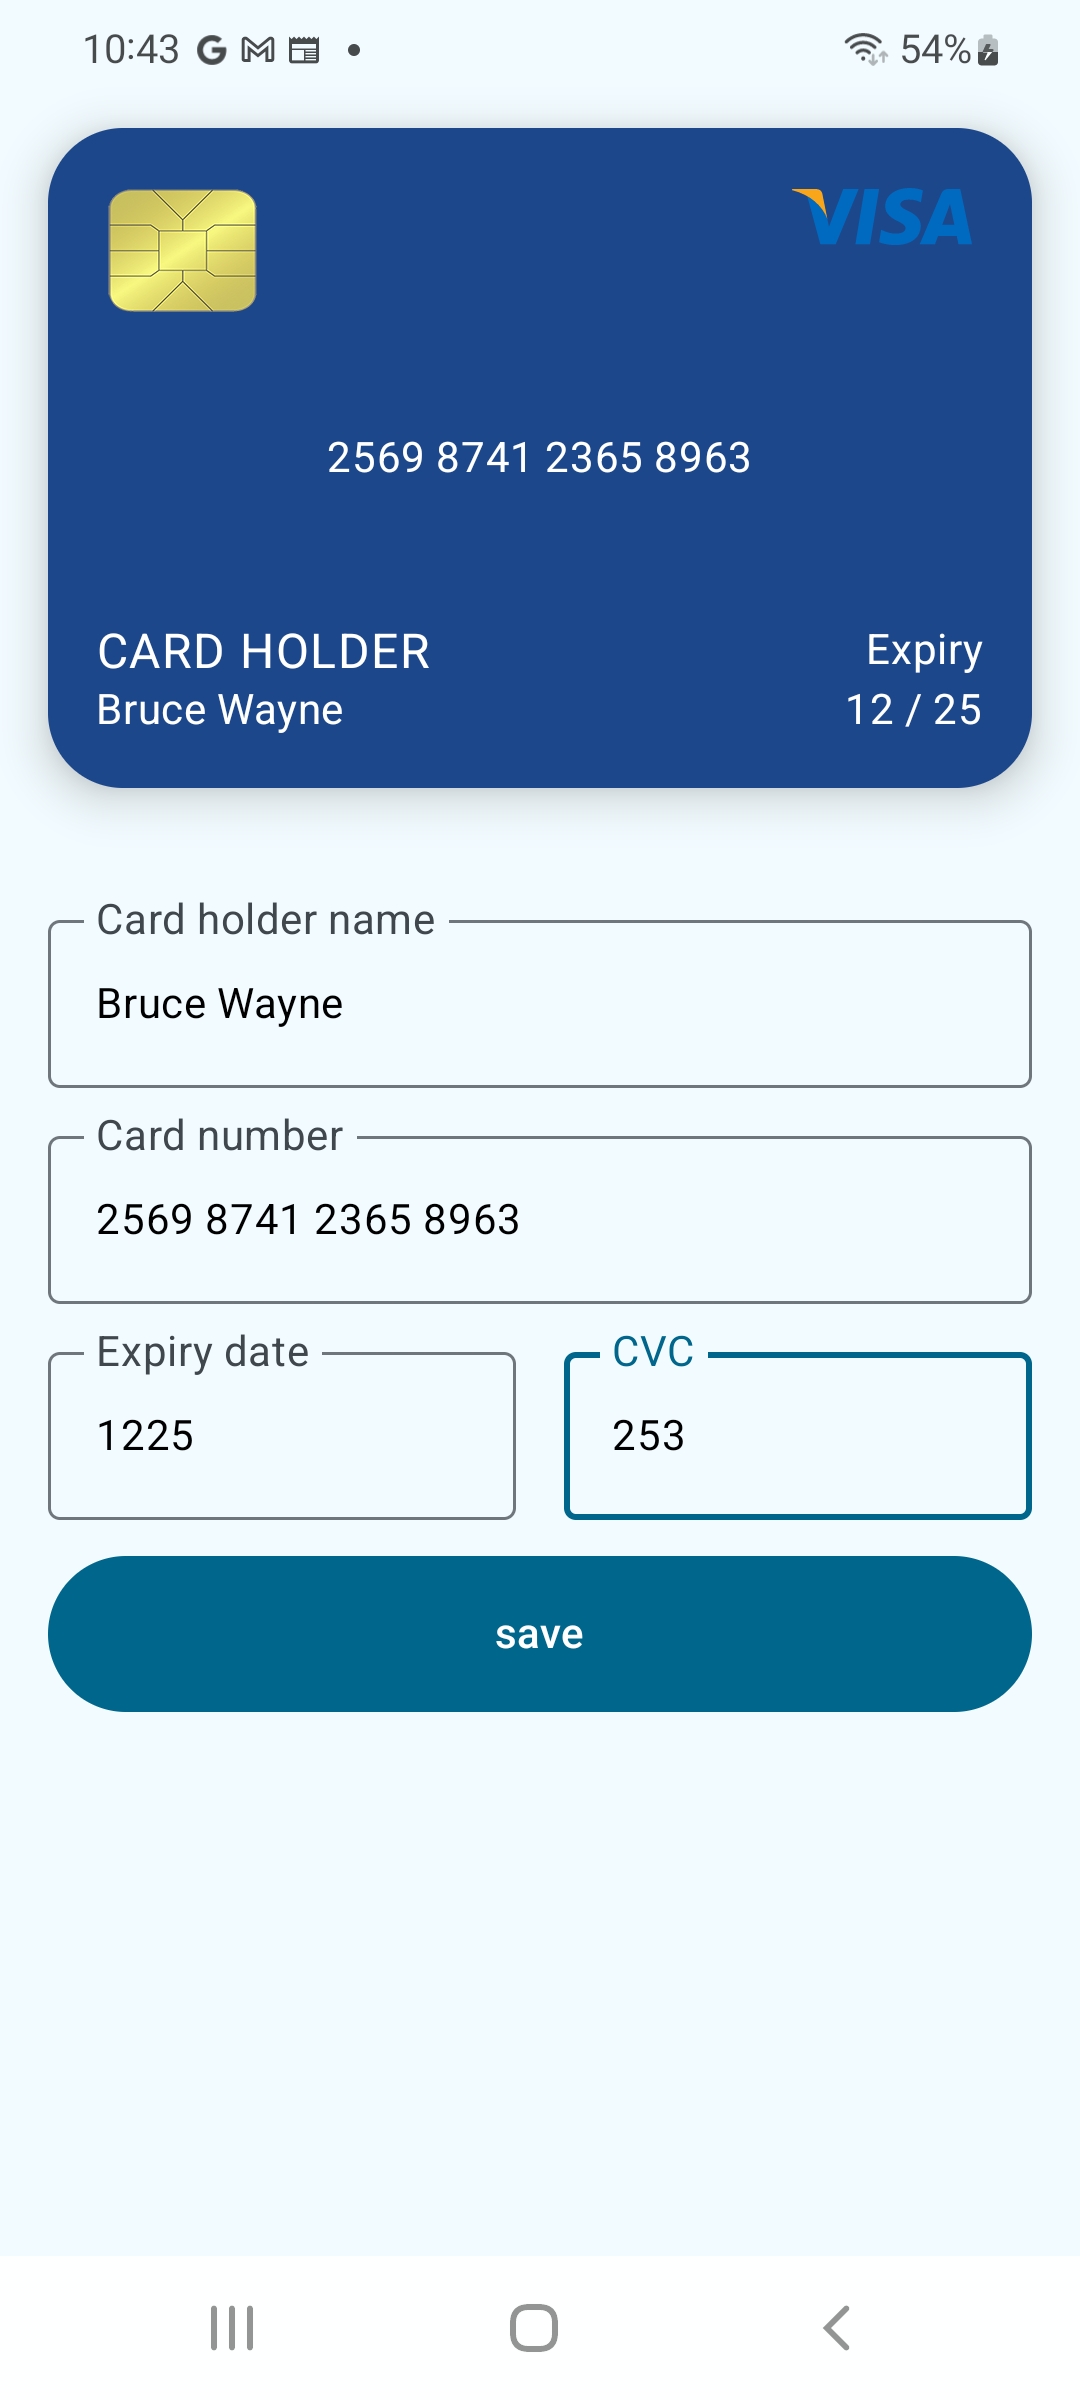 10:43 54%
VISA
2569 8741 2365 8963
CARD HOLDER Expiry
Bruce Wayne 12 / 25
Card holder name
Bruce Wayne
Card number
2569 8741 2365 8963
Expiry date CVC
1225 253
save